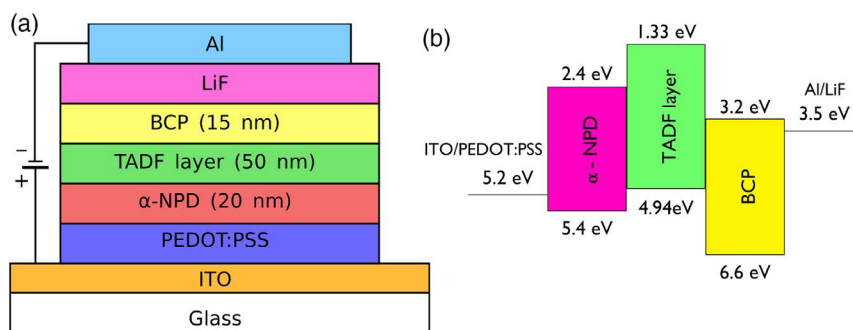 (a)
Al
LiF
BCP (15 nm)
TADF layer (50 nm)
α-NPD (20 nm)
PEDOT:PSS
ITO
Glass
−
+
(b)
1.33 eV
2.4 eV
TADF layer
3.2 eV
Al/LiF
3.5 eV
ITO/PEDOT:PSS
5.2 eV
α - NPD
BCP
4.94eV
5.4 eV
6.6 eV